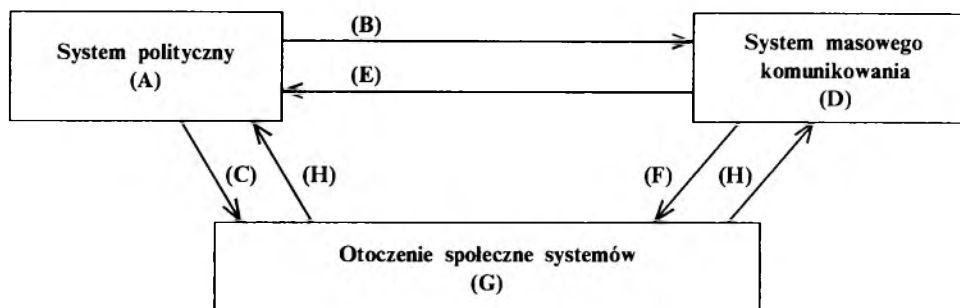 System polityczny
(A)
(B)
(E)
System masowego
komunikowania
(D)
(C)
(H)
(F)
(H)
Otoczenie społeczne systemów
(G)